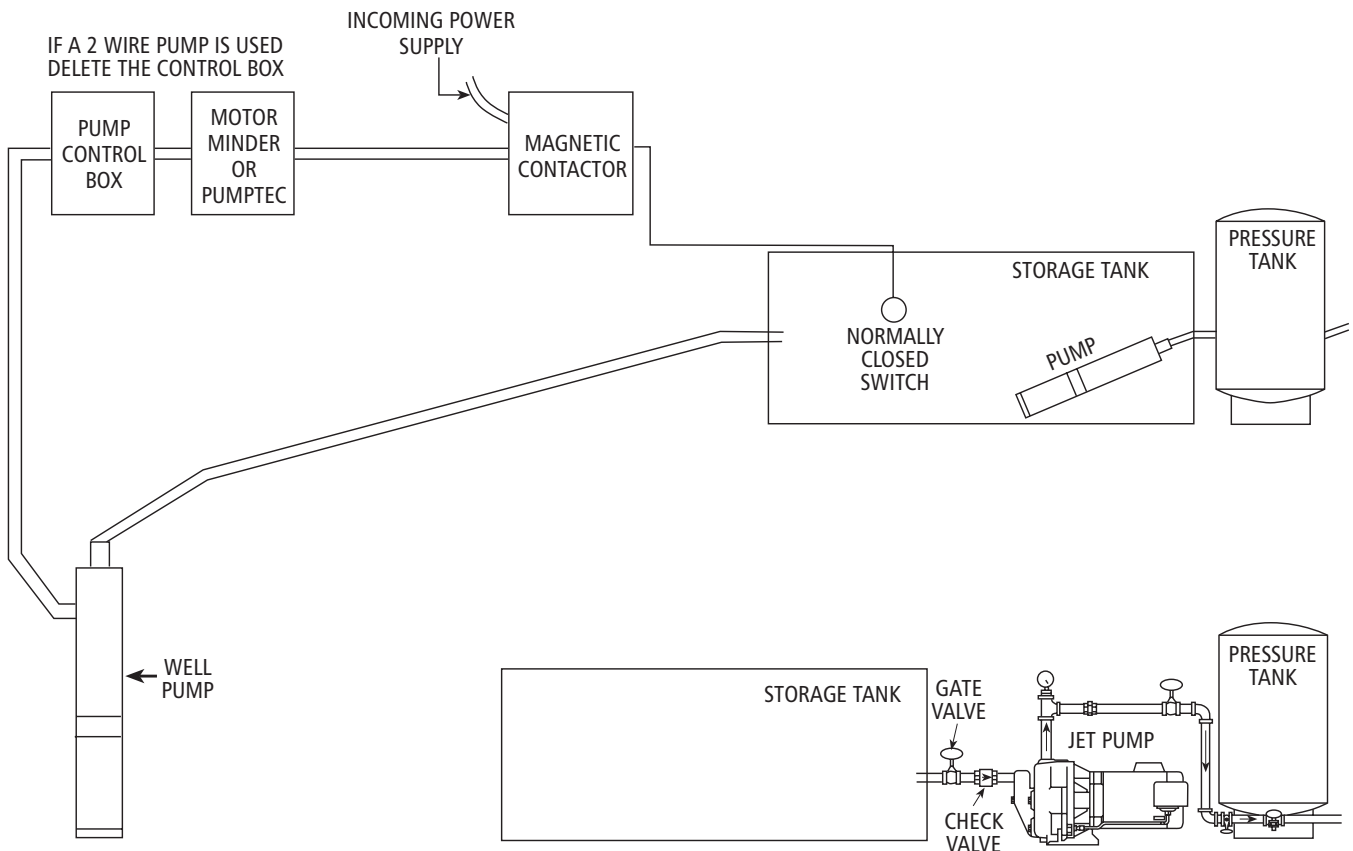 INCOMING POWER
SUPPLY
IF A 2 WIRE PUMP IS USED
DELETE THE CONTROL BOX
PUMP
CONTROL
BOX
MOTOR
MINDER
OR
PUMPTEC
MAGNETIC
CONTACTOR
STORAGE TANK
NORMALLY
CLOSED
SWITCH
PUMP
PRESSURE
TANK
WELL
PUMP
STORAGE TANK
GATE
VALVE
CHECK
VALVE
JET PUMP
PRESSURE
TANK